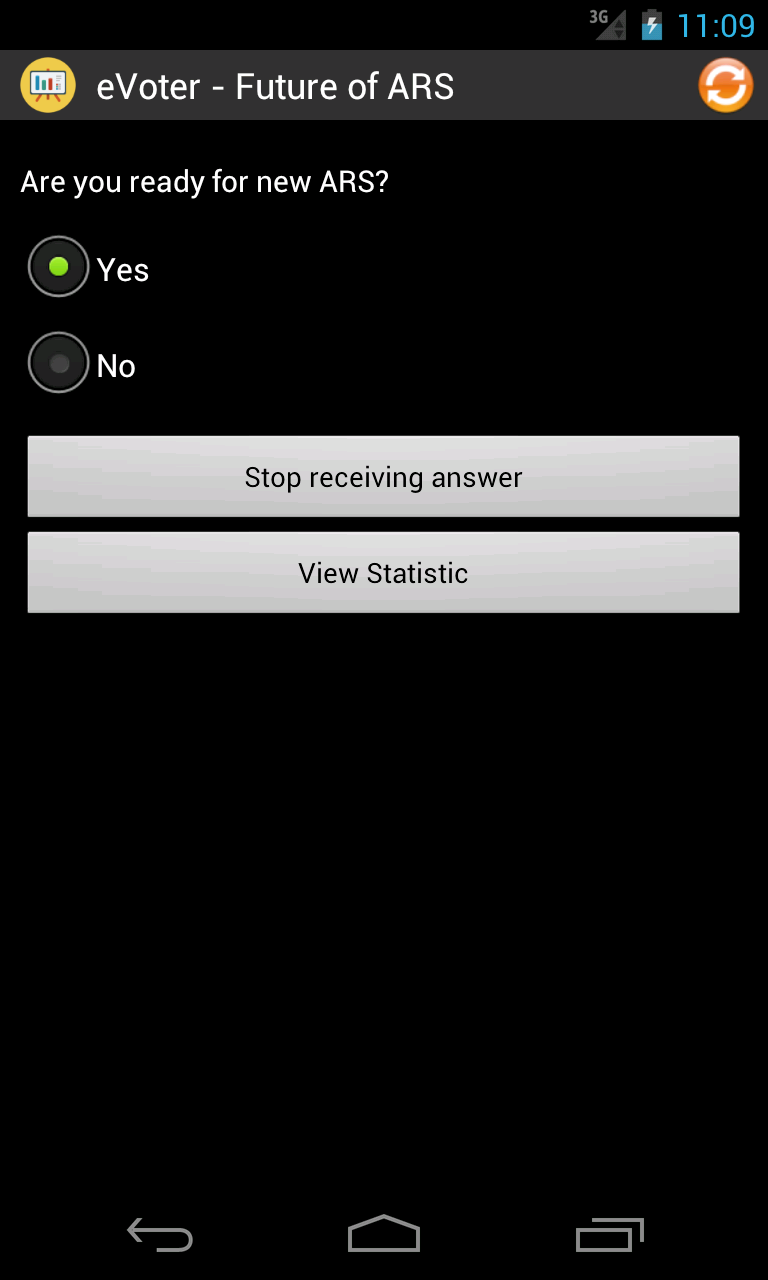 3G 11:09
eVoter - Future of ARS
Are you ready for new ARS?
Yes
No
Stop receiving answer
View Statistic